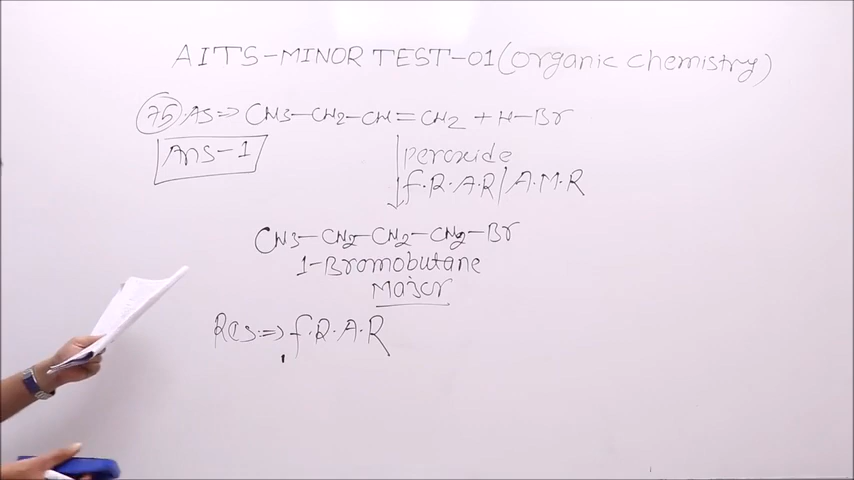 AITS-MINOR TEST-01 (Organic Chemistry)
75 AS⇒ CH3-CH2-CH=CH2 + H-Br
Ans-1
peroxide
f.R.A.R/A.M.R
CH3-CH2-CH2-CH2-Br
1-Bromobutane
Major
f.R.A.R